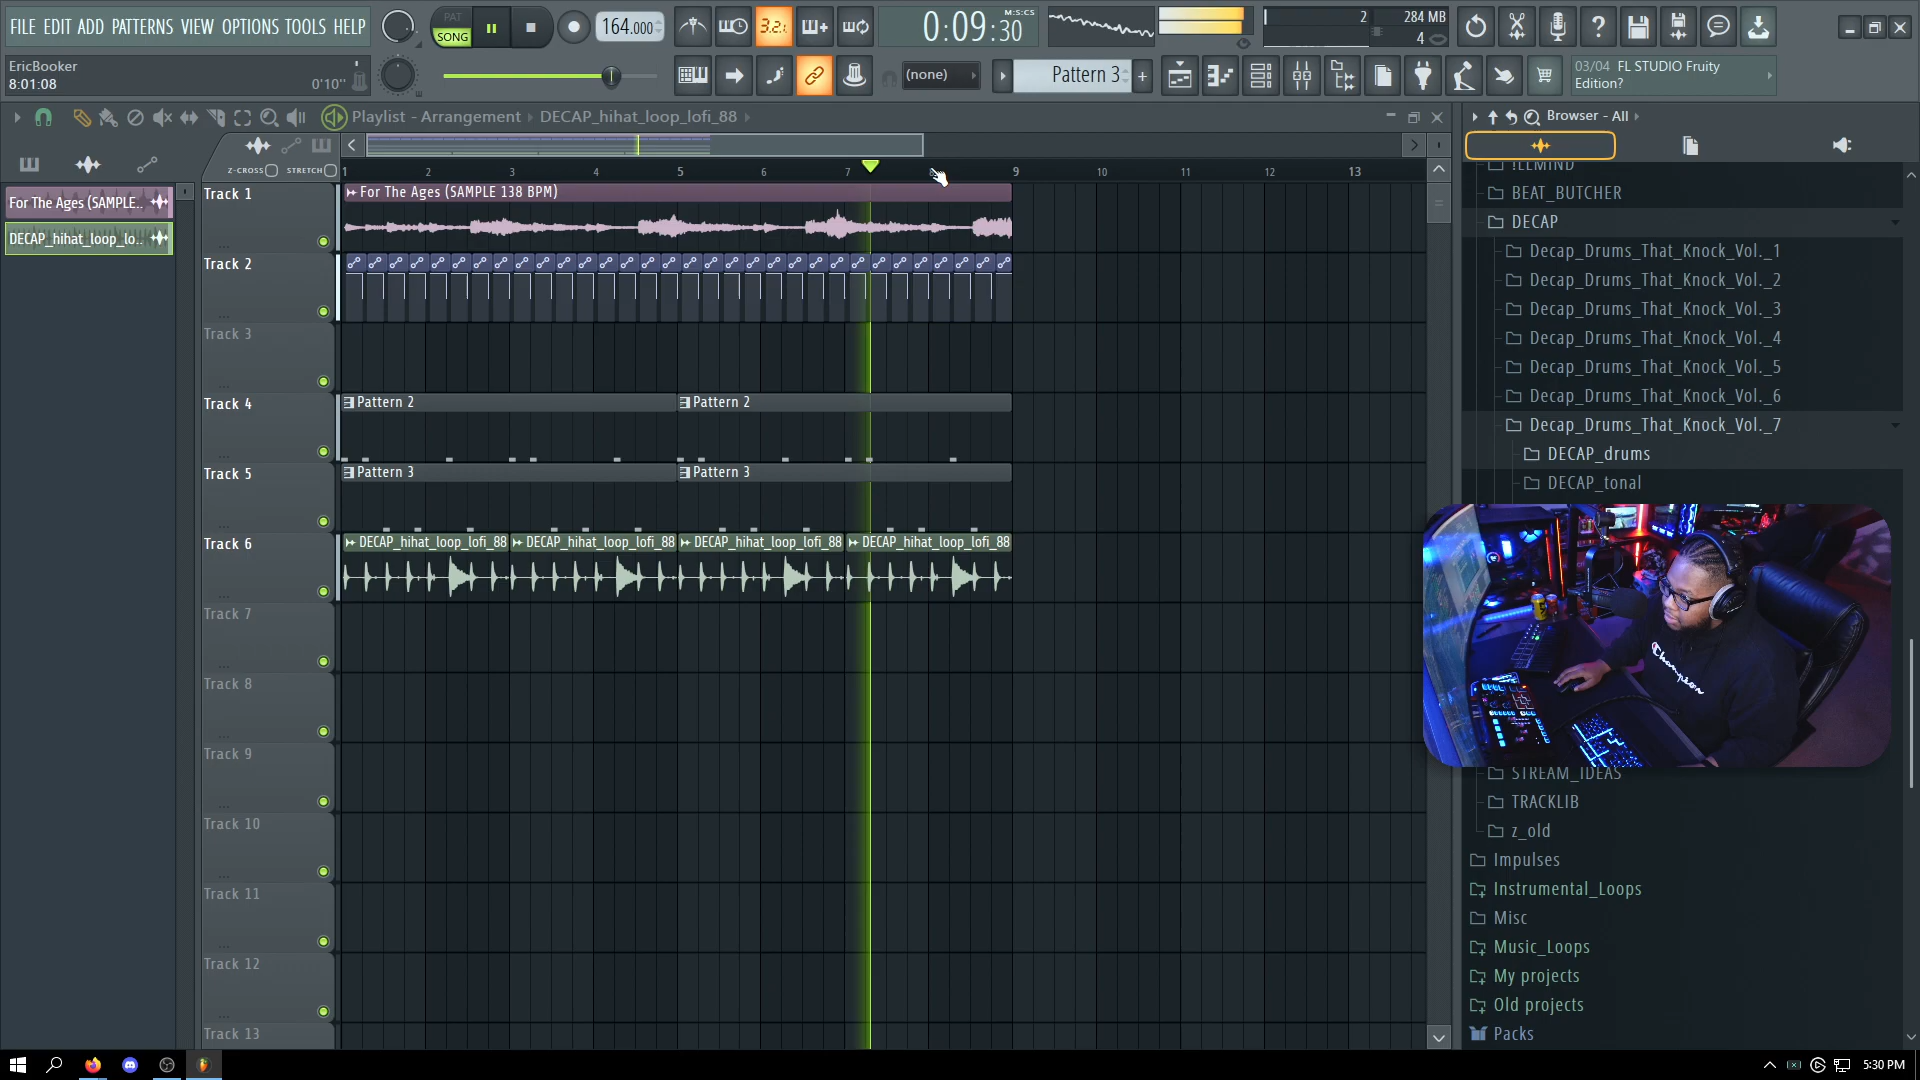 FILE EDIT ADD PATTERNS VIEW OPTIONS TOOLS HELP
PAT
SONG
164.000
3.2.
0:09:30
M:S:CS
2
284 MB
4
EricBooker
8:01:08
0'10''
(none)
Pattern 3
03/04 FL STUDIO Fruity
Edition?
Playlist - Arrangement
DECAP_hihat_loop_lofi_88
Browser - All
Z-CROSS
STRETCH
1 2 3 4 5 6 7 8 9 10 11 12 13
For The Ages (SAMPLE..
DECAP_hihat_loop_lo..
Track 1
For The Ages (SAMPLE 138 BPM)
Track 2
Track 3
Track 4
Pattern 2
Pattern 2
Track 5
Pattern 3
Pattern 3
Track 6
DECAP_hihat_loop_lofi_88
DECAP_hihat_loop_lofi_88
DECAP_hihat_loop_lofi_88
DECAP_hihat_loop_lofi_88
Track 7
Track 8
Track 9
Track 10
Track 11
Track 12
Track 13
!LLMIND
BEAT_BUTCHER
DECAP
Decap_Drums_That_Knock_Vol._1
Decap_Drums_That_Knock_Vol._2
Decap_Drums_That_Knock_Vol._3
Decap_Drums_That_Knock_Vol._4
Decap_Drums_That_Knock_Vol._5
Decap_Drums_That_Knock_Vol._6
Decap_Drums_That_Knock_Vol._7
DECAP_drums
DECAP_tonal
Champion
STREAM_IDEAS
TRACKLIB
z_old
Impulses
Instrumental_Loops
Misc
Music_Loops
My projects
Old projects
Packs
5:30 PM